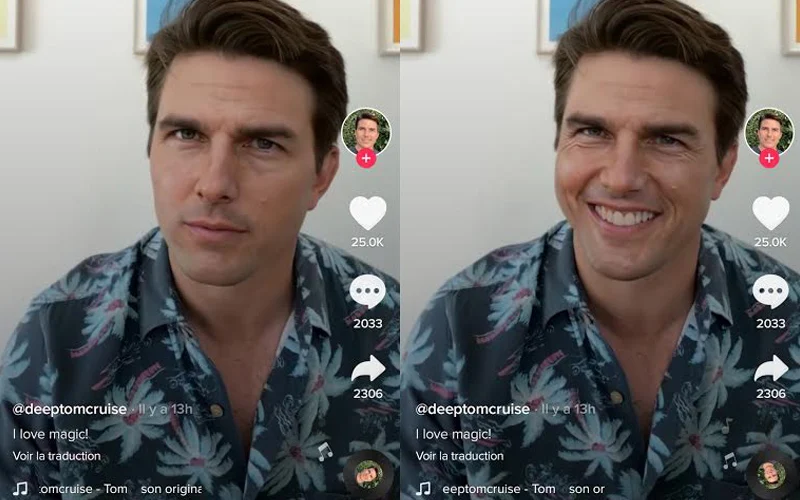 25.0K
2033
2306
@deeptomcruise · Il y a 13h
I love magic!
Voir la traduction
:omcruise - Tom son origina
25.0K
2033
2306
@deeptomcruise · Il y a 13h
I love magic!
Voir la traduction
eeptomcruise - Tom son or